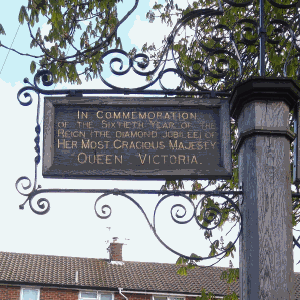 IN COMMEMORATION
OF THE SIXTIETH YEAR OF THE
REIGN (THE DIAMOND JUBILEE) OF
HER MOST GRACIOUS MAJESTY
QUEEN VICTORIA.